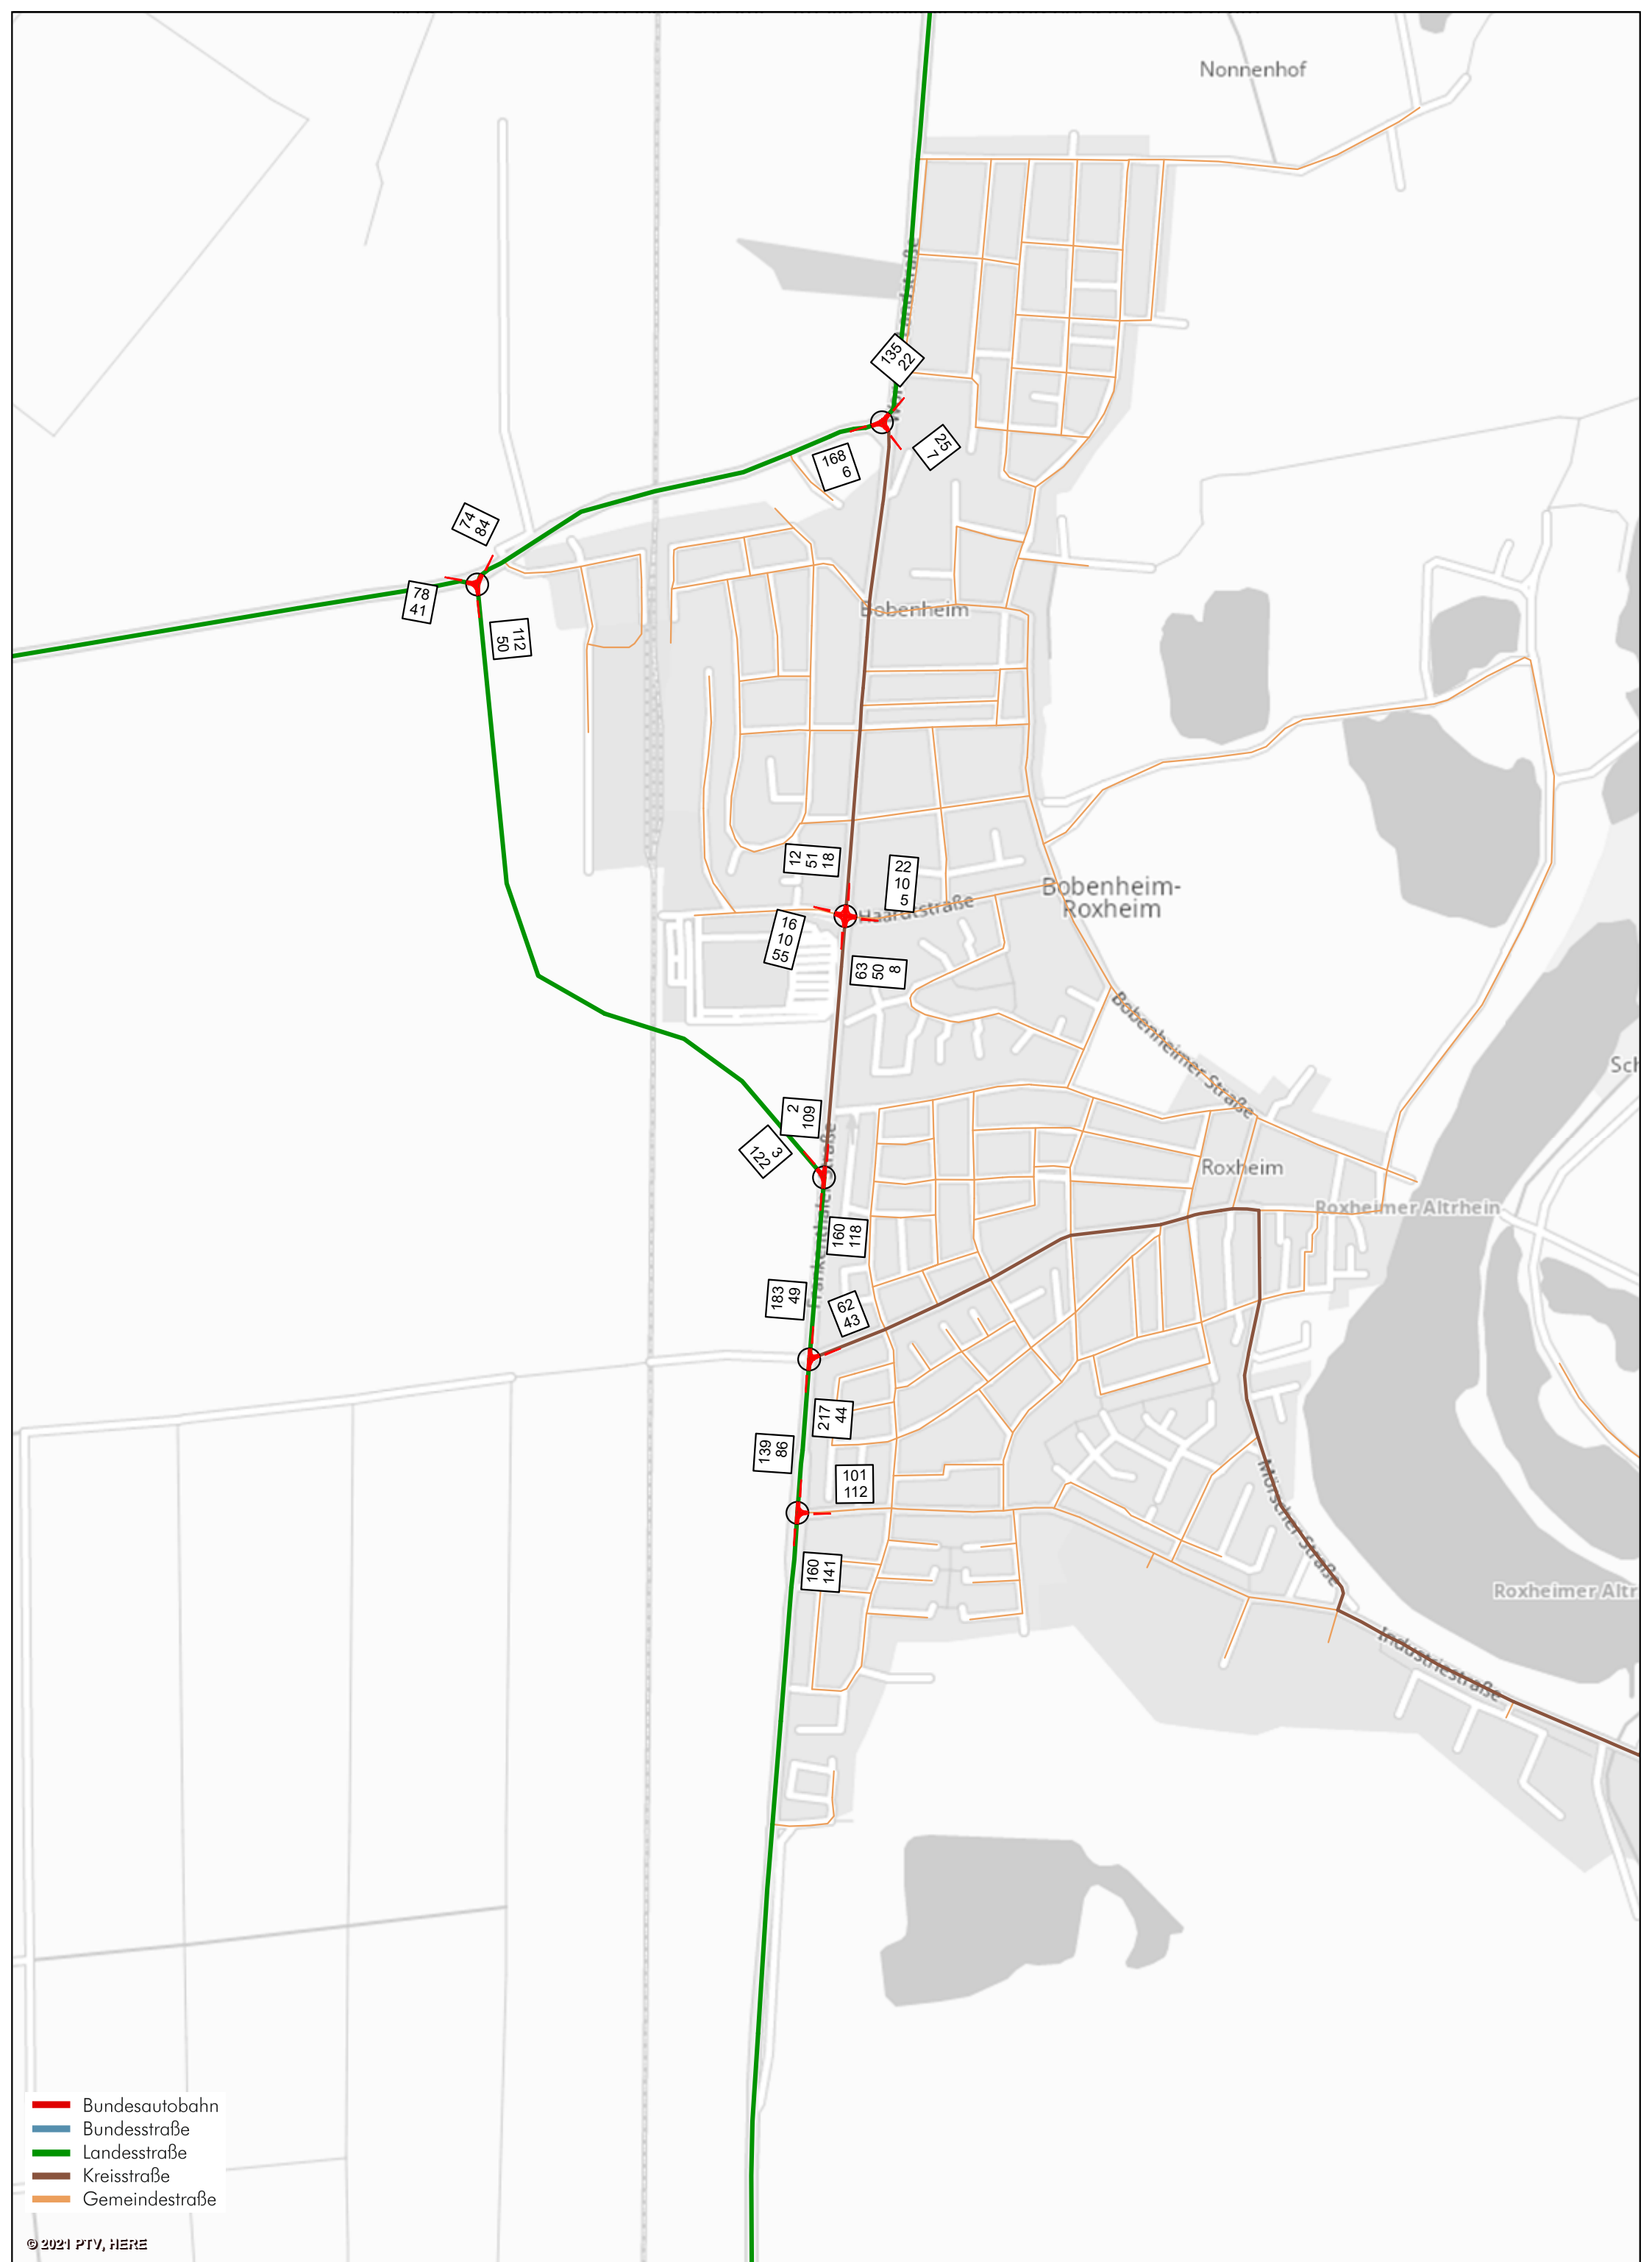 Nonnenhof
135
22
168
6
25
7
74
84
78
41
112
50
Bobenheim
12
51
18
22
10
5
Haardtstraße
Bobenheim-
Roxheim
16
10
55
63
50
8
Bobenheimer Straße
2
109
3
122
Roxheim
Roxheimer Altrhein
160
118
Frankenthaler Straße
183
49
62
43
217
44
139
86
101
112
Mörscher Straße
160
141
Roxheimer Altr
Industriestraße
Sch
Bundesautobahn
Bundesstraße
Landesstraße
Kreisstraße
Gemeindestraße
© 2021 PTV, HERE